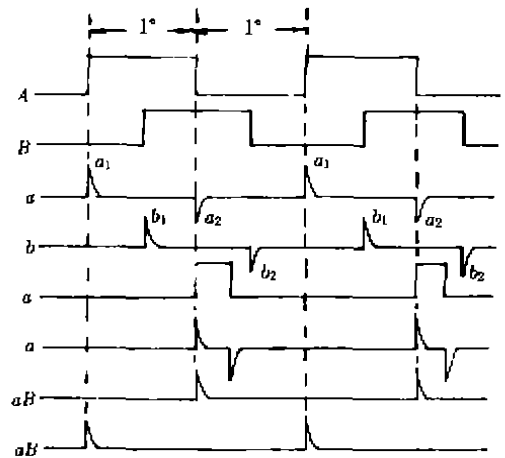 1° 1°
A
B
a a₁ a₂ a₁ a₂
b b₁ b₂ b₁ b₂
a
a
aB
aB